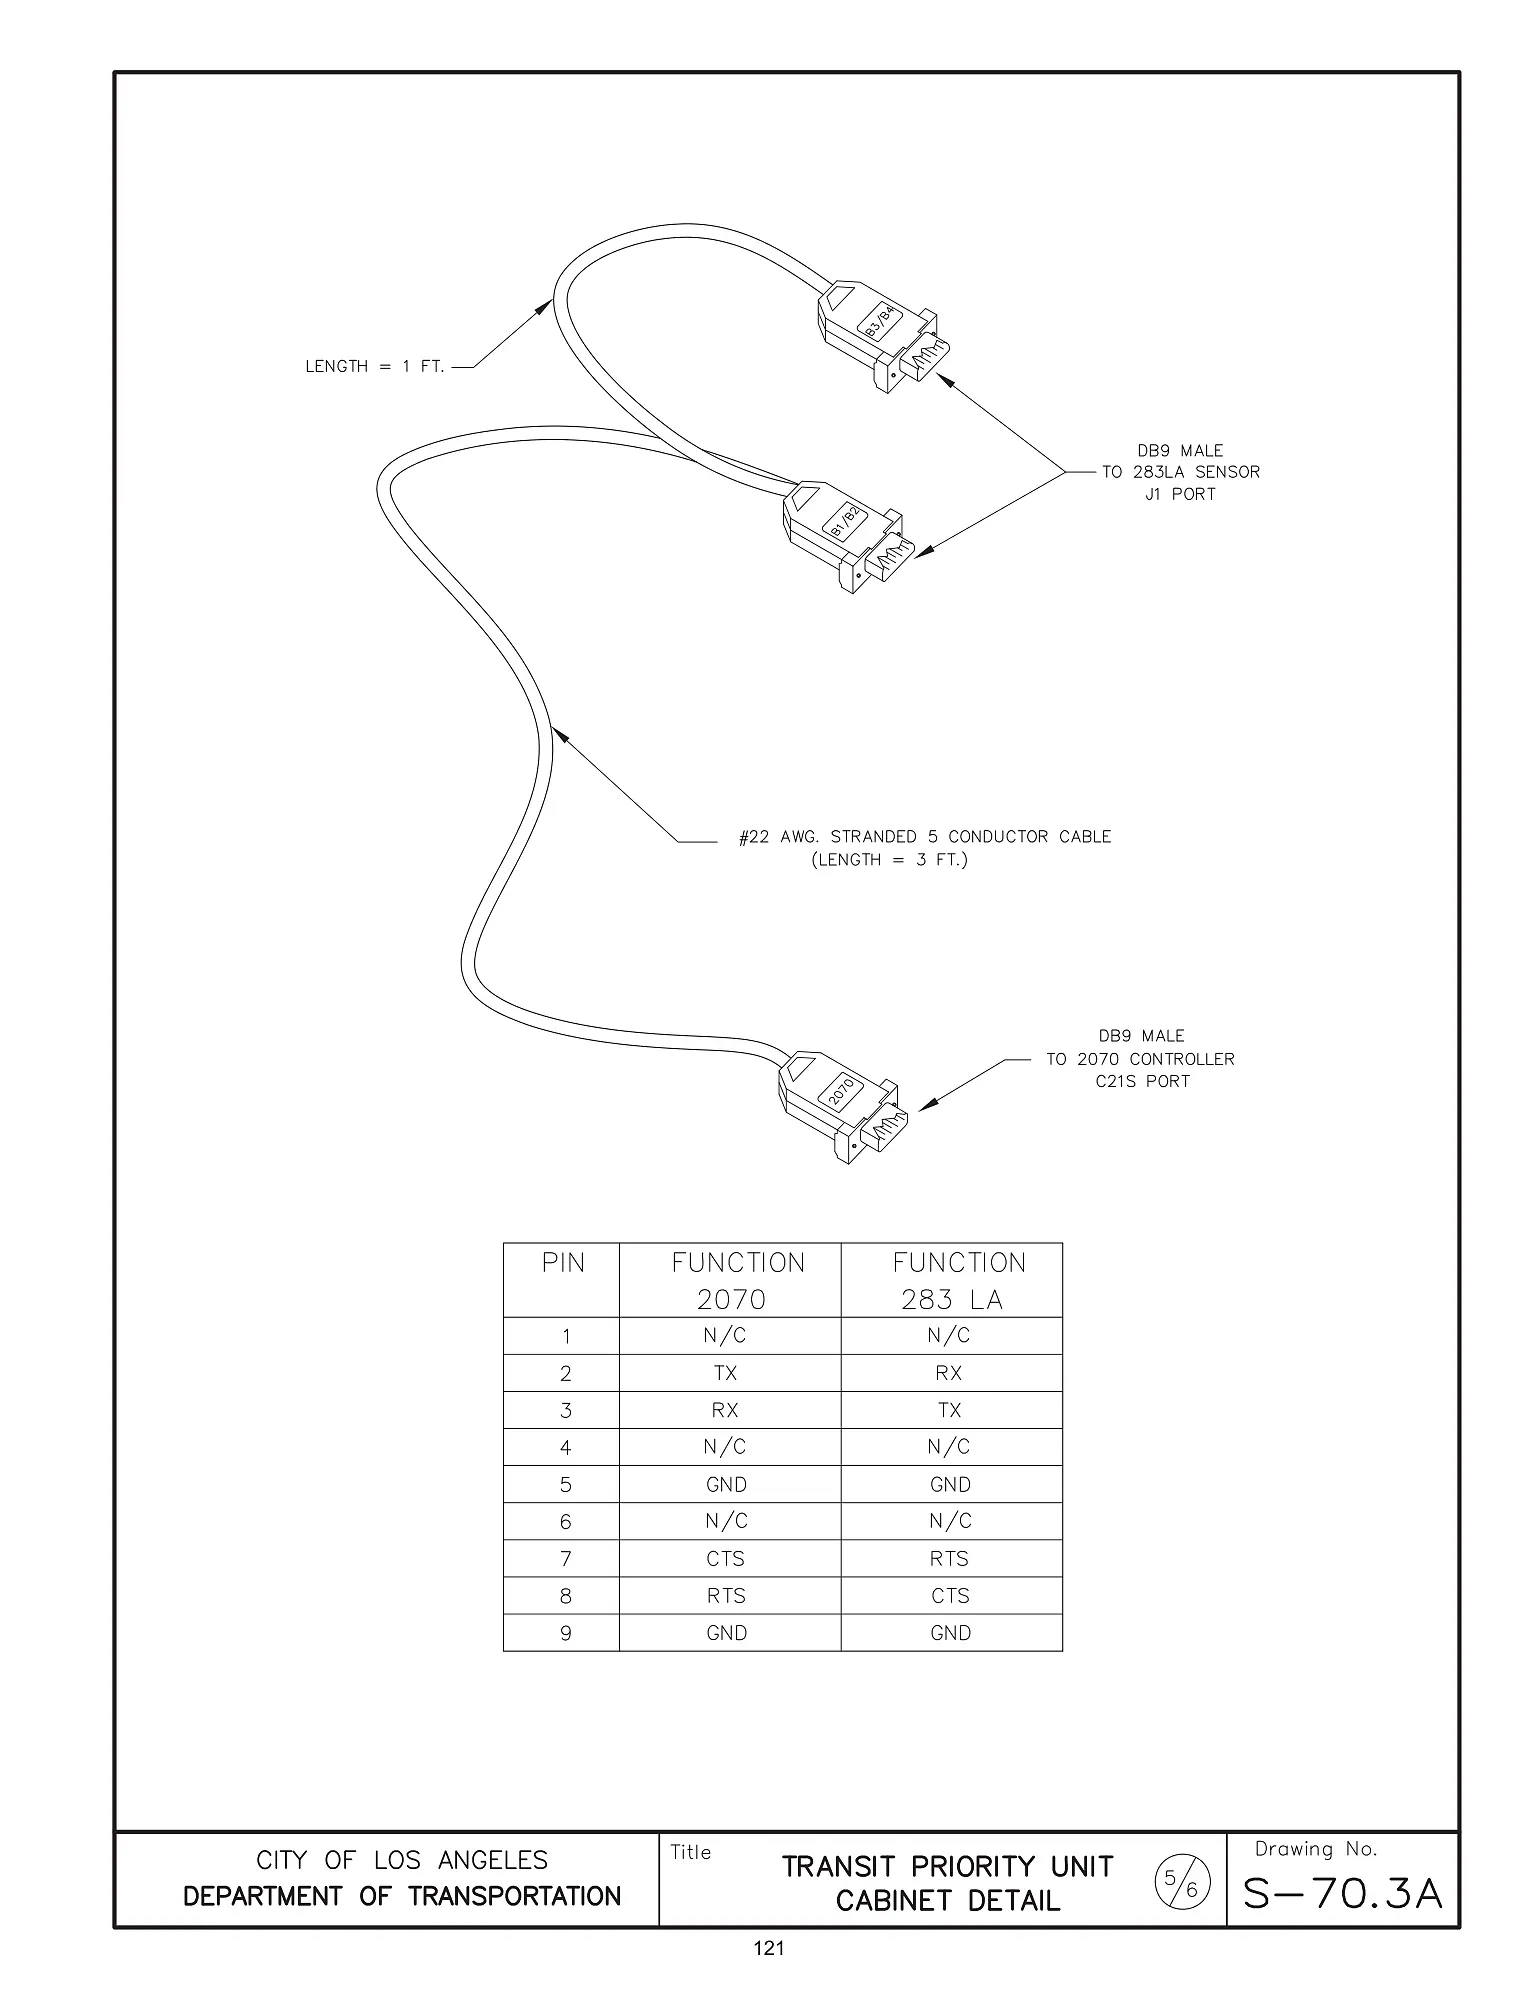 B3/B4
LENGTH = 1 FT.
DB9 MALE
TO 283LA SENSOR
J1 PORT
B1/B2
#22 AWG. STRANDED 5 CONDUCTOR CABLE
(LENGTH = 3 FT.)
DB9 MALE
TO 2070 CONTROLLER
C21S PORT
2070
PIN FUNCTION 2070 FUNCTION 283 LA
1 N/C N/C
2 TX RX
3 RX TX
4 N/C N/C
5 GND GND
6 N/C N/C
7 CTS RTS
8 RTS CTS
9 GND GND
CITY OF LOS ANGELES
DEPARTMENT OF TRANSPORTATION
Title
TRANSIT PRIORITY UNIT
CABINET DETAIL
5/6
Drawing No.
S-70.3A
121